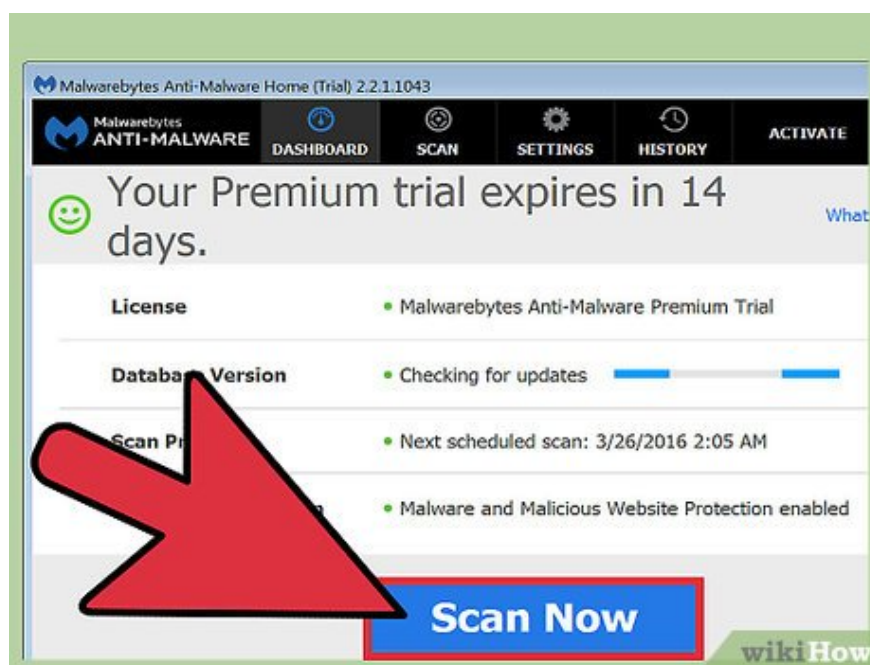 Malwarebytes Anti-Malware Home (Trial) 2.2.1.1043
Malwarebytes
ANTI-MALWARE
DASHBOARD
SCAN
SETTINGS
HISTORY
ACTIVATE
Your Premium trial expires in 14
days.
What
License
• Malwarebytes Anti-Malware Premium Trial
Version
• Checking for updates
Scan
• Next scheduled scan: 3/26/2016 2:05 AM
• Malware and Malicious Website Protection enabled
Scan Now
wikiHow